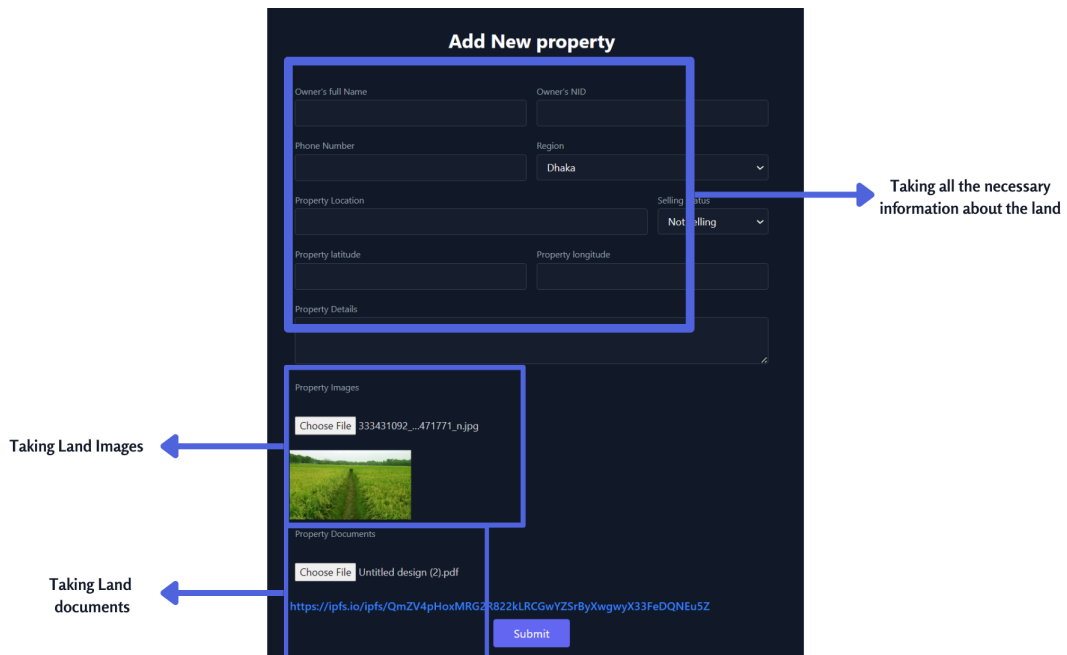 Add New property
Owner's full Name
Owner's NID
Phone Number
Region
Dhaka
Property Location
Selling Status
Not Selling
Taking all the necessary
information about the land
Property latitude
Property longitude
Property Details
Property Images
Choose File 333431092_...471771_n.jpg
Taking Land Images
Property Documents
Choose File Untitled design (2).pdf
Taking Land
documents
https://ipfs.io/ipfs/QmZV4pHoxMRG2R822kLRCGwYZSrByXwgwyX33FeDQNEu5Z
Submit